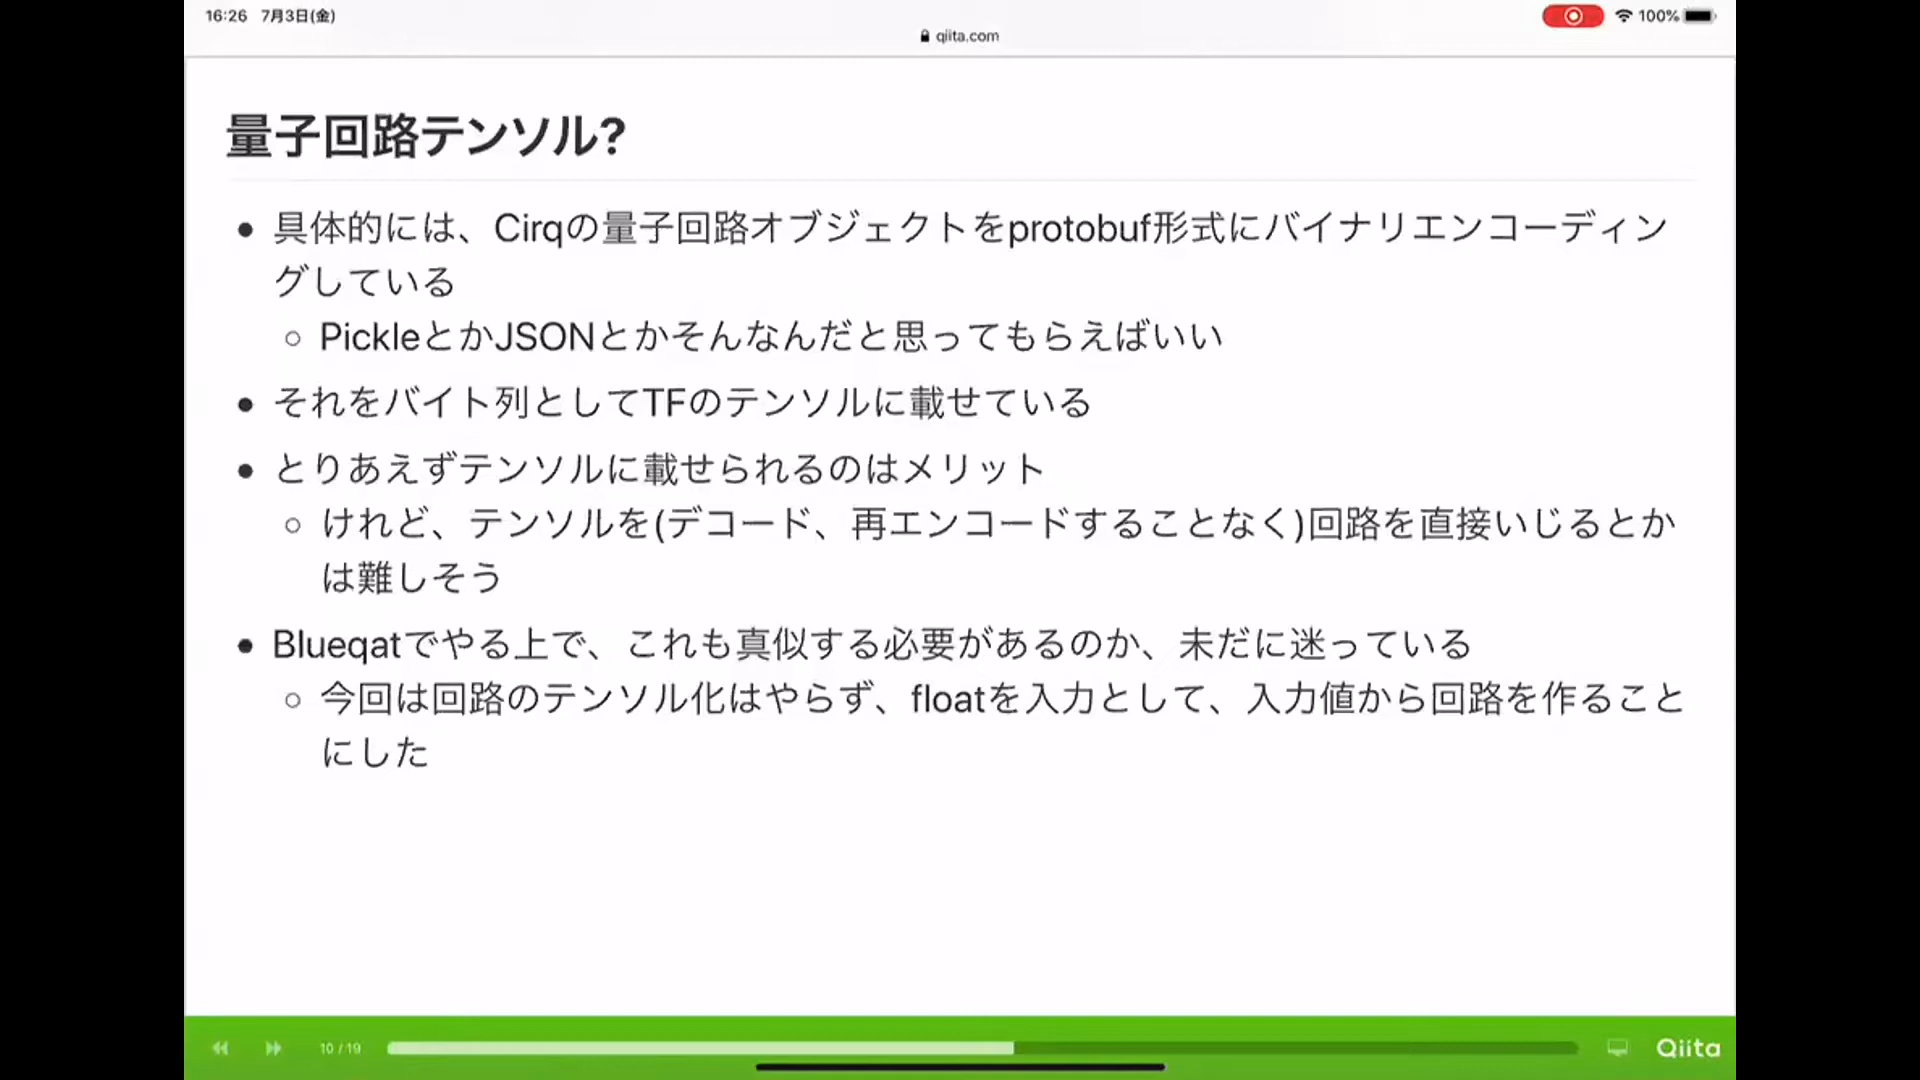 16:26 7月3日(金)
100%
qiita.com
量子回路テンソル?
具体的には、Cirqの量子回路オブジェクトをprotobuf形式にバイナリエンコーディン
グしている
PickleとかJSONとかそんなんだと思ってもらえばいい
それをバイト列としてTFのテンソルに載せている
とりあえずテンソルに載せられるのはメリット
けれど、テンソルを(デコード、再エンコードすることなく)回路を直接いじるとか
は難しそう
Blueqatでやる上で、これも真似する必要があるのか、未だに迷っている
今回は回路のテンソル化はやらず、floatを入力として、入力値から回路を作ること
にした
10 / 19
Qiita